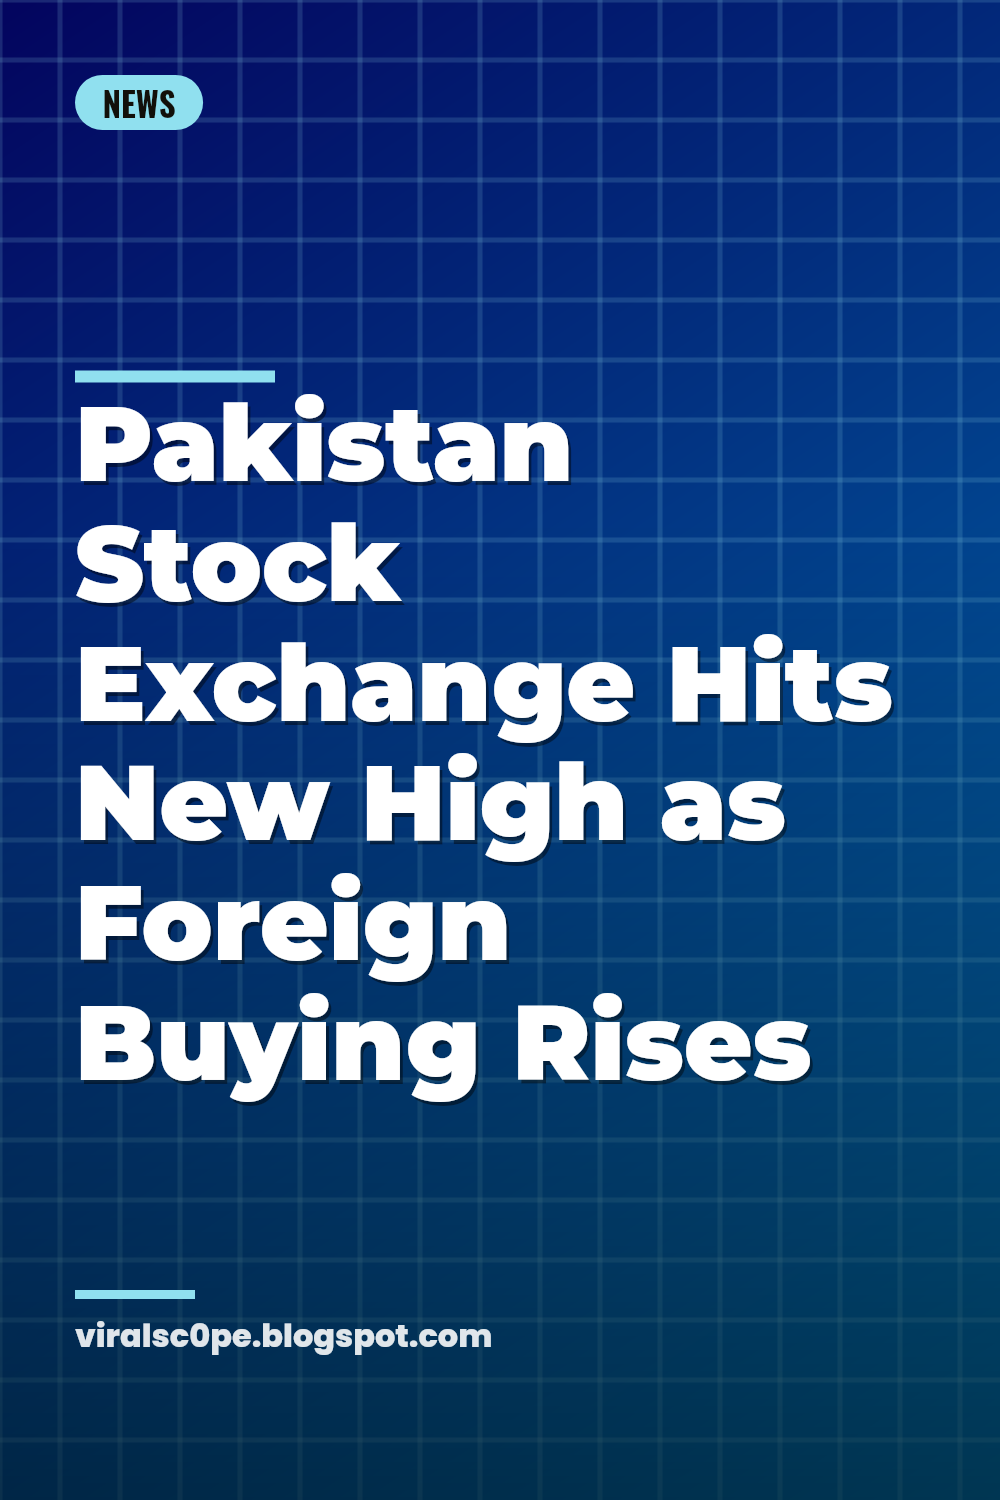 NEWS
Pakistan
Stock
Exchange Hits
New High as
Foreign
Buying Rises
viralsc0pe.blogspot.com